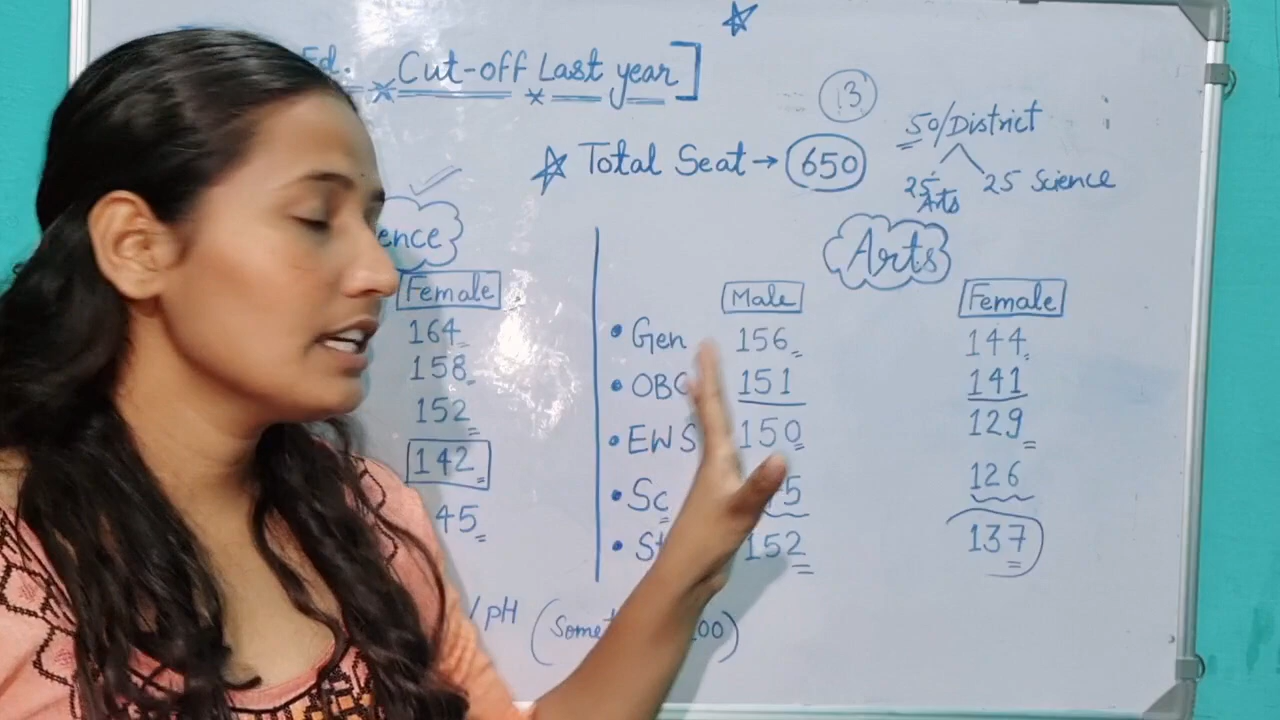 Ed. Cut-off Last year]
13
50/District
Total Seat → 650
25 Arts
25 Science
Arts
Female
164
158
152
142
45
Male Female
• Gen 156 144
• OBC 151 141
• EWS 150 129
• Sc 126
• St 152 137
/PH